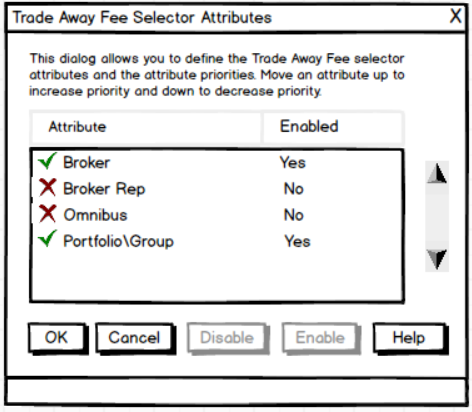 Trade Away Fee Selector Attributes X
This dialog allows you to define the Trade Away Fee selector
attributes and the attribute priorities. Move an attribute up to
increase priority and down to decrease priority.
Attribute Enabled
Broker Yes
Broker Rep No
Omnibus No
Portfolio\Group Yes
OK Cancel Disable Enable Help